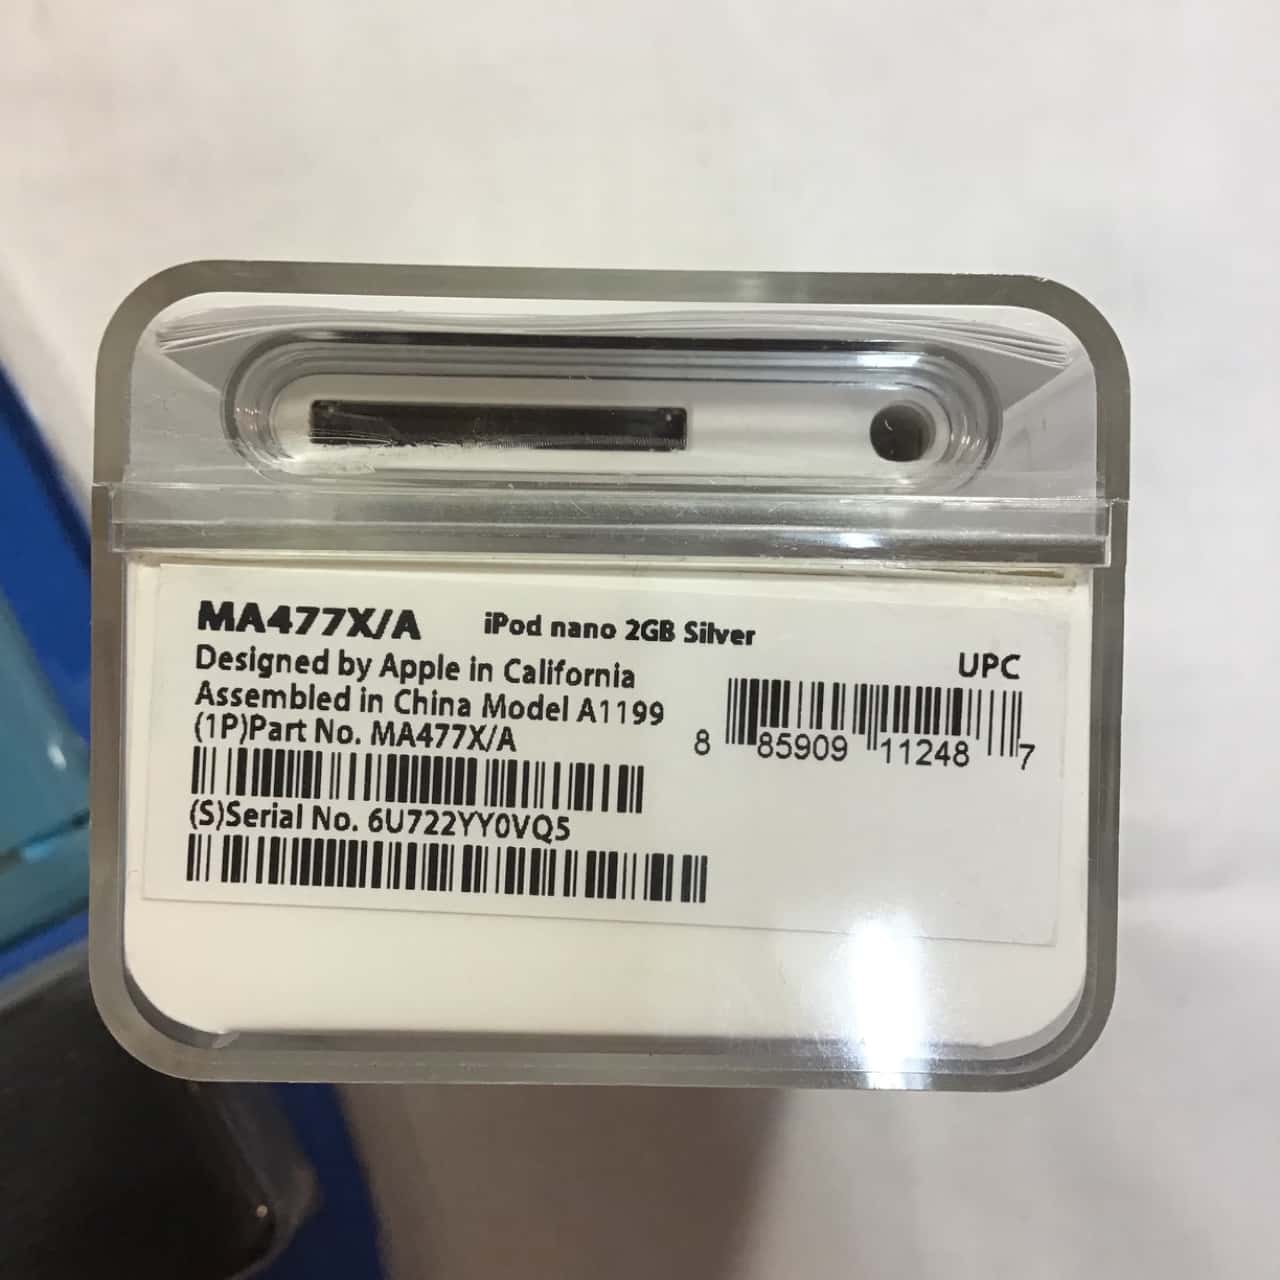 MA477X/A iPod nano 2GB Silver
Designed by Apple in California
Assembled in China Model A1199
(1P)Part No. MA477X/A
(S)Serial No. 6U722YY0VQ5
UPC
8 85909 11248 7